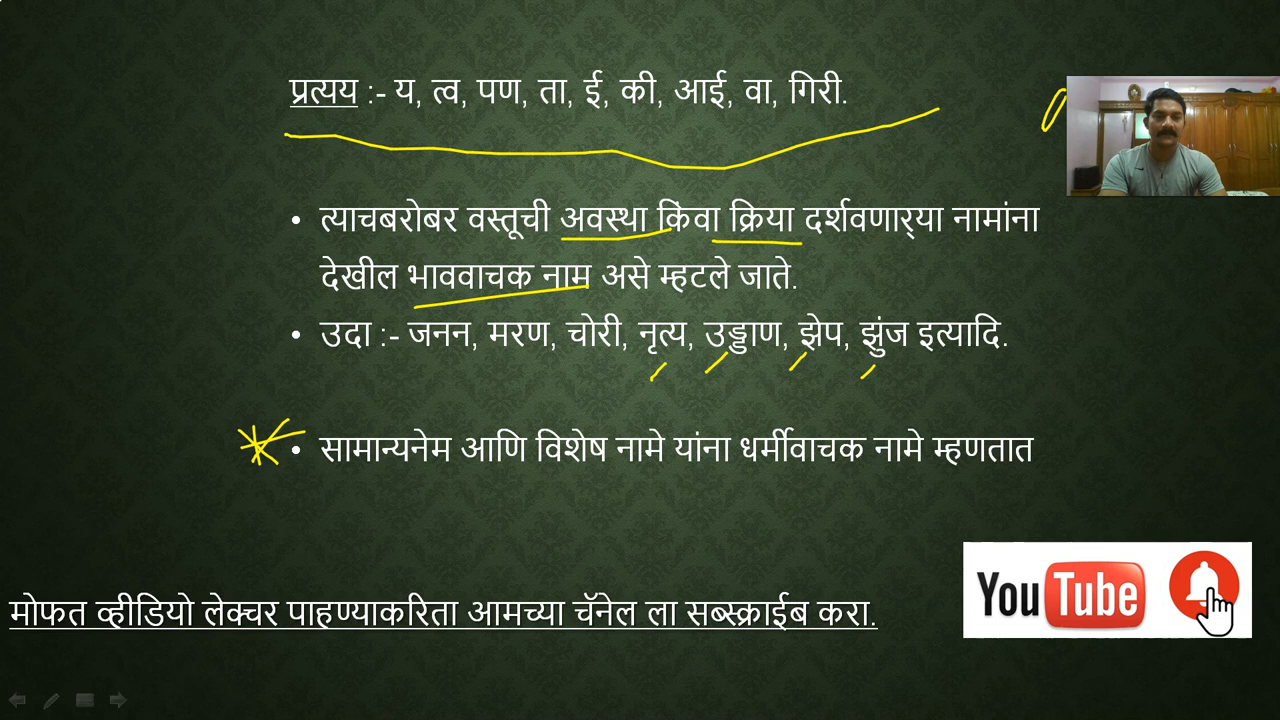 प्रत्यय :- य, त्व, पण, ता, ई, की, आई, वा, गिरी.
• त्याचबरोबर वस्तूची अवस्था किंवा क्रिया दर्शवणाऱ्या नामांना
देखील भाववाचक नाम असे म्हटले जाते.
• उदा :- जनन, मरण, चोरी, नृत्य, उड्डाण, झेप, झुंज इत्यादि.
• सामान्यनेम आणि विशेष नामे यांना धर्मीवाचक नामे म्हणतात
YouTube
मोफत व्हीडियो लेक्चर पाहण्याकरिता आमच्या चॅनेल ला सब्स्क्राईब करा.